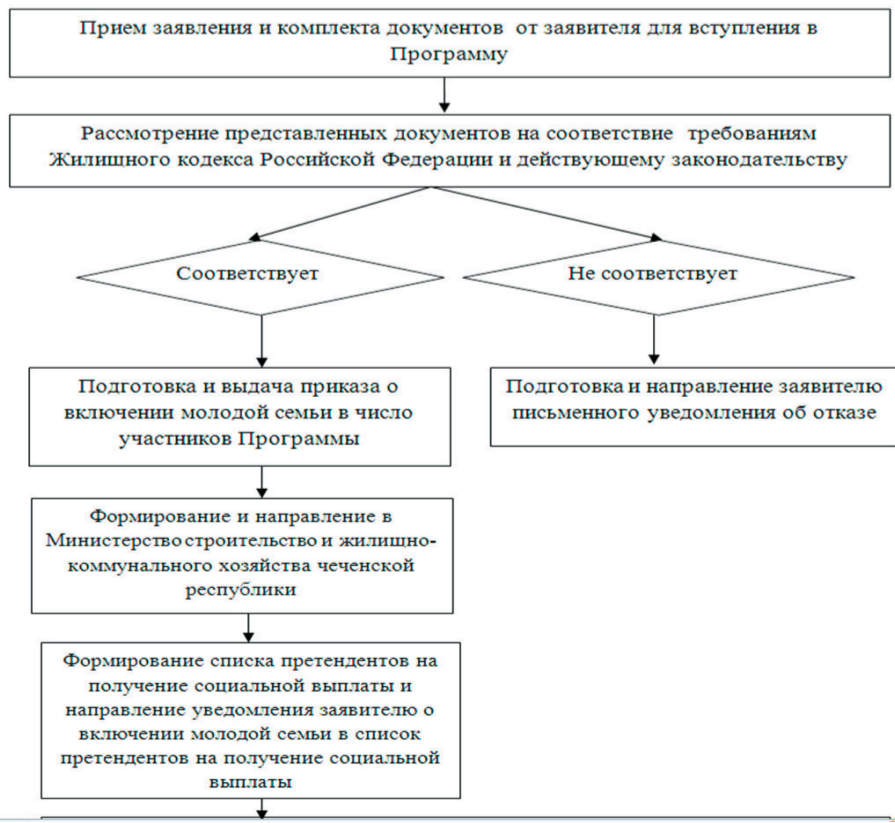 Прием заявления и комплекта документов от заявителя для вступления в
Программу
Рассмотрение представленных документов на соответствие требованиям
Жилищного кодекса Российской Федерации и действующему законодательству
Соответствует
Не соответствует
Подготовка и выдача приказа о
включении молодой семьи в число
участников Программы
Подготовка и направление заявителю
письменного уведомления об отказе
Формирование и направление в
Министерство строительство и жилищно-
коммунального хозяйства чеченской
республики
Формирование списка претендентов на
получение социальной выплаты и
направление уведомления заявителю о
включении молодой семьи в список
претендентов на получение социальной
выплаты